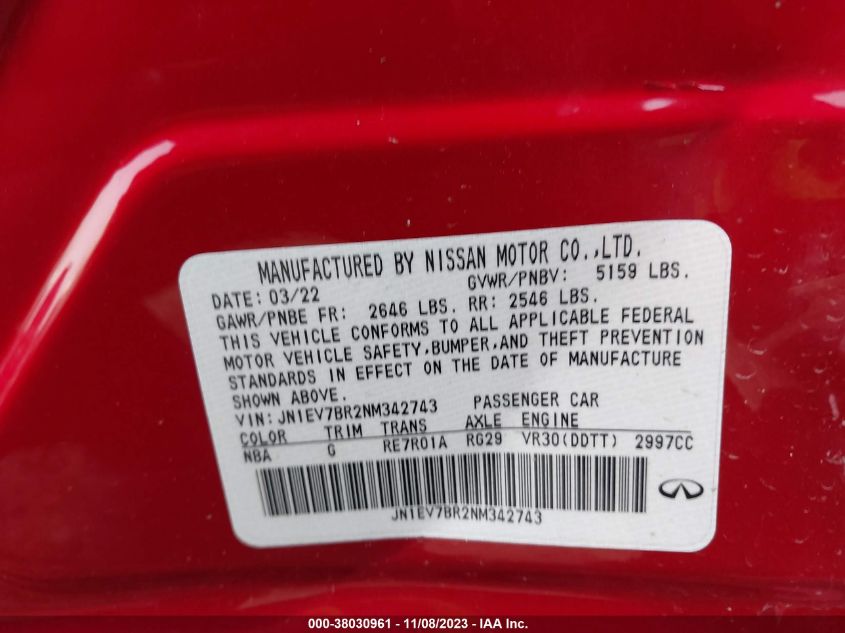 MANUFACTURED BY NISSAN MOTOR CO.,LTD.
DATE: 03/22 GVWR/PNBV: 5159 LBS.
GAWR/PNBE FR: 2646 LBS. RR: 2546 LBS.
THIS VEHICLE CONFORMS TO ALL APPLICABLE FEDERAL
MOTOR VEHICLE SAFETY,BUMPER,AND THEFT PREVENTION
STANDARDS IN EFFECT ON THE DATE OF MANUFACTURE
SHOWN ABOVE.
VIN: JN1EV7BR2NM342743 PASSENGER CAR
COLOR TRIM TRANS AXLE ENGINE
NBA G RE7R01A RG29 VR30(DDTT) 2997CC
JN1EV7BR2NM342743
000-38030961 - 11/08/2023 - IAA Inc.